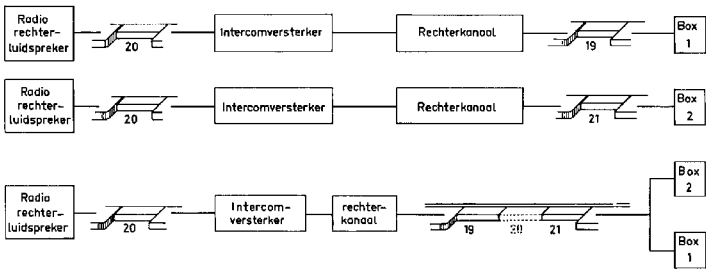 Radio
rechter-
luidspreker
20
Intercomversterker
Rechterkanaal
19
Box
1
Radio
rechter-
luidspreker
20
Intercomversterker
Rechterkanaal
21
Box
2
Radio
rechter-
luidspreker
20
Intercom-
versterker
rechter-
kanaal
19
20
21
Box
2
Box
1